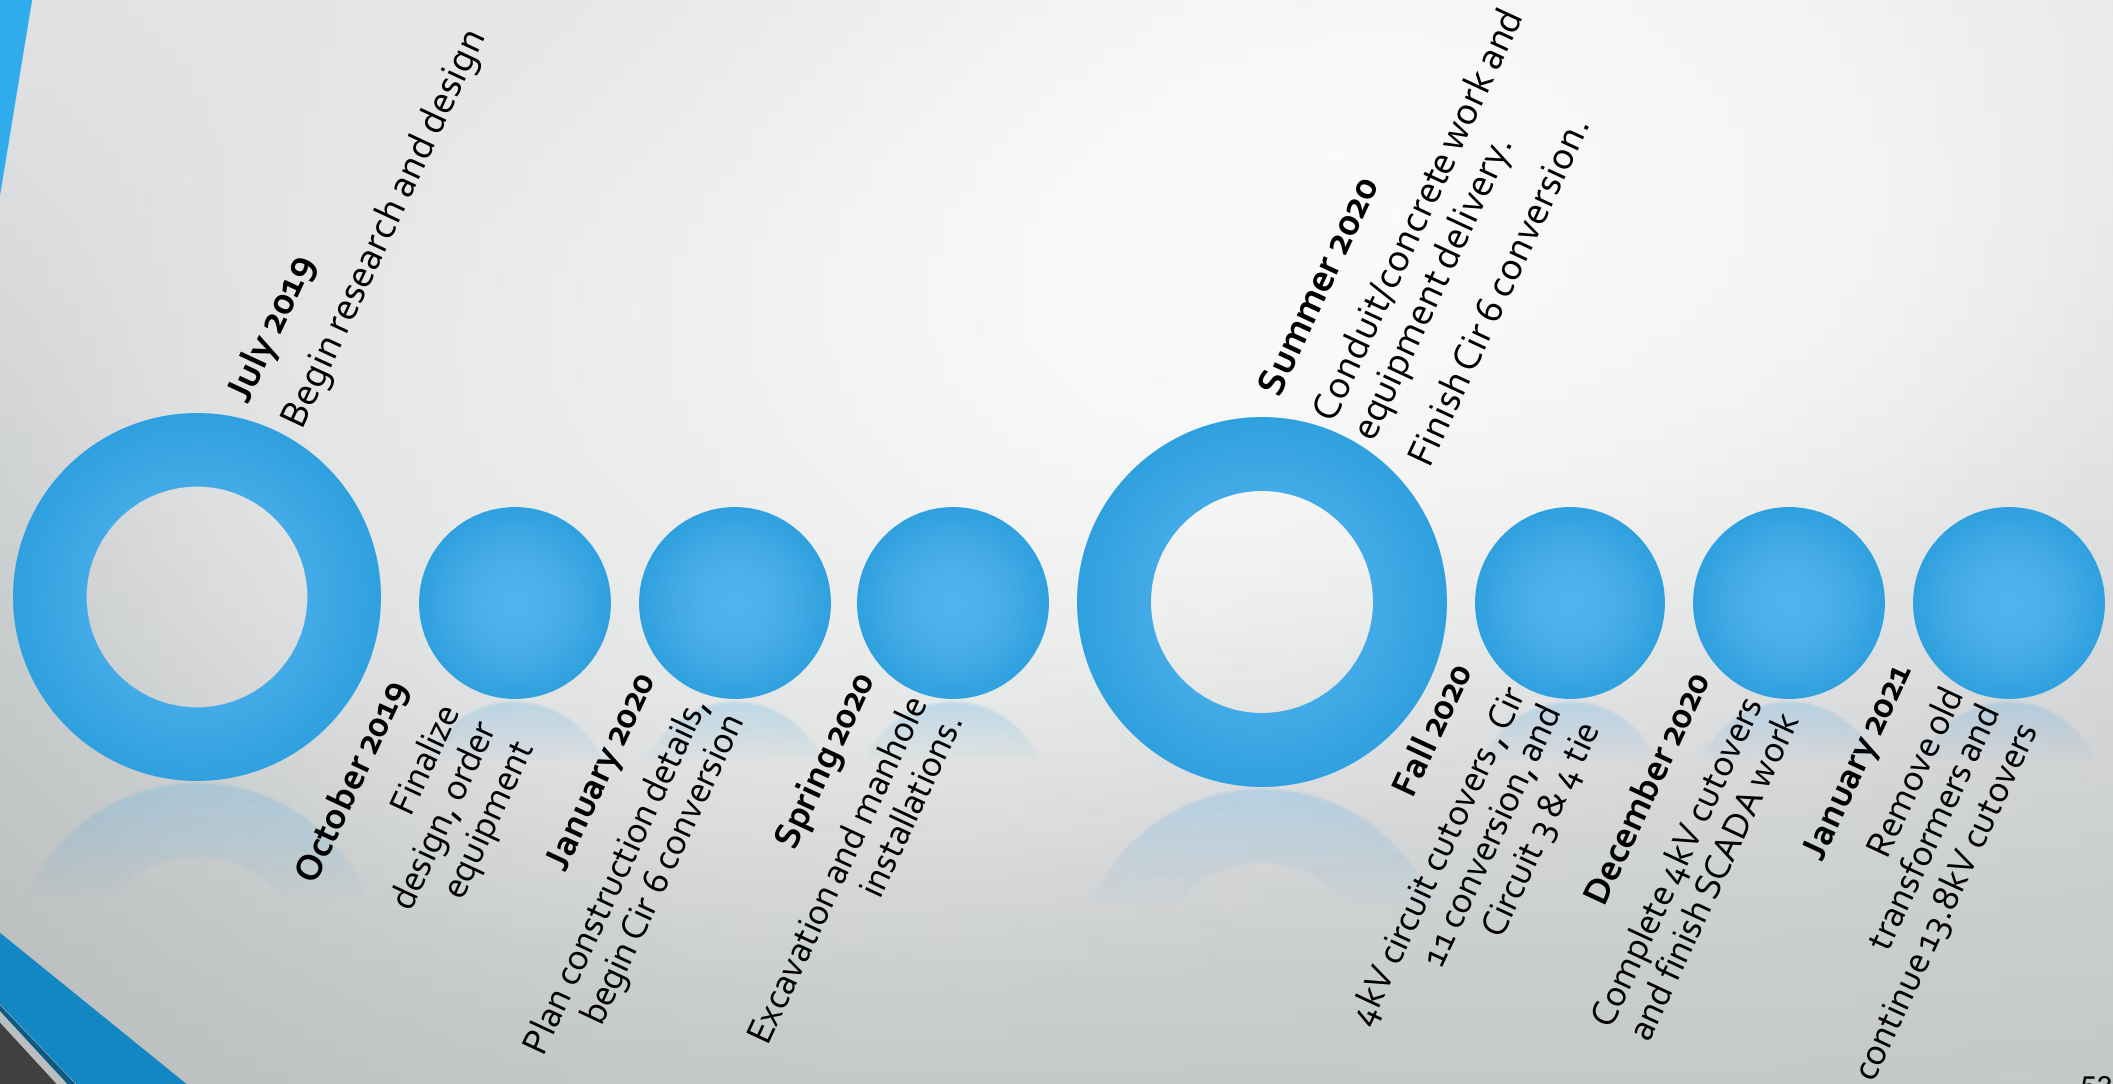 July 2019
Begin research and design
October 2019
Finalize
design, order
equipment
January 2020
Plan construction details,
begin Cir 6 conversion
Spring 2020
Excavation and manhole
installations.
Summer 2020
Conduit/concrete work and
equipment delivery.
Finish Cir 6 conversion.
Fall 2020
4kV circuit cutovers , Cir
11 conversion, and
Circuit 3 & 4 tie
December 2020
Complete 4kV cutovers
and finish SCADA work
January 2021
Remove old
transformers and
continue 13.8kV cutovers